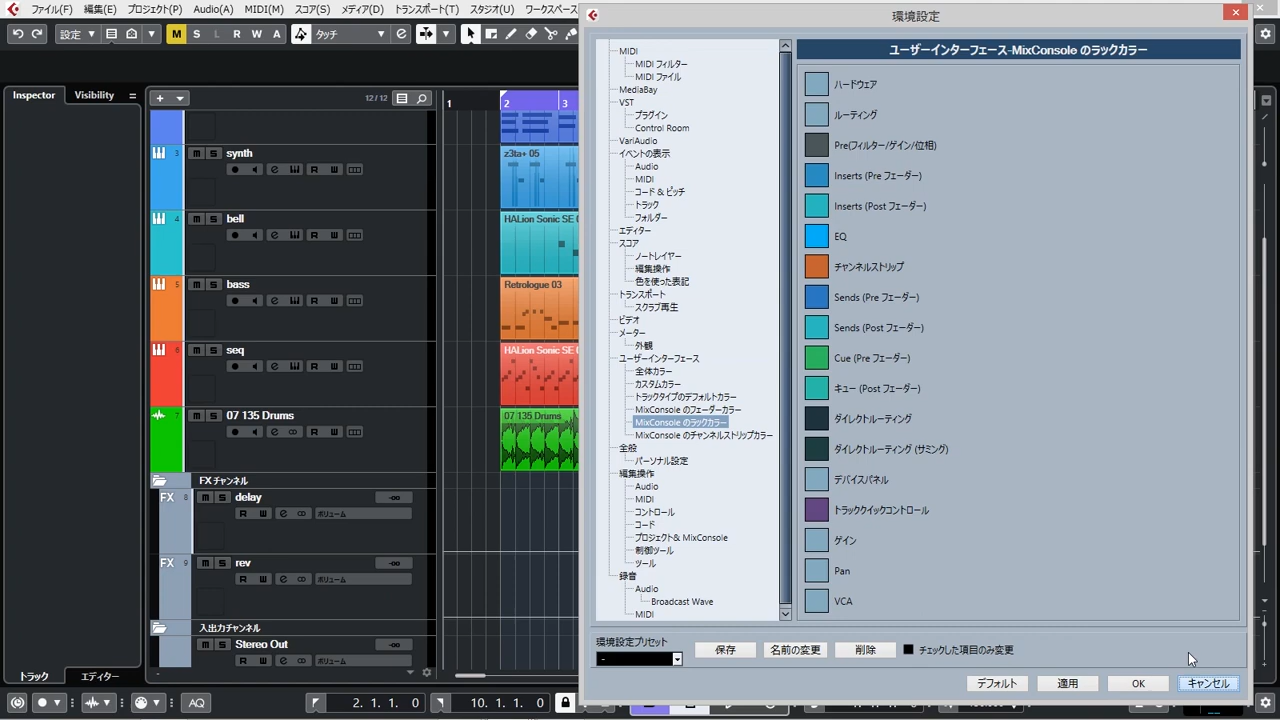 ファイル(F) 編集(E) プロジェクト(P) Audio(A) MIDI(M) スコア(S) メディア(D) トランスポート(T) スタジオ(U) ワークスペース
環境設定
設定 M S L R W A タッチ
ユーザーインターフェース-MixConsole のラックカラー
Inspector Visibility
12/12
1 2 3
3 synth
R W
z3ta+ 05
4 bell
R W
HALion Sonic SE
5 bass
R W
Retrologue 03
6 seq
R W
HALion Sonic SE
7 07 135 Drums
R W
07 135 Drums
FX チャンネル
FX 8 m S delay -∞
R W ボリューム
FX 9 m S rev -∞
R W ボリューム
入出力チャンネル
m S Stereo Out -∞
R W ボリューム
トラック エディター
AQ 2. 1. 1. 0 10. 1. 1. 0
MIDI
MIDI フィルター
MIDI ファイル
MediaBay
VST
プラグイン
Control Room
VariAudio
イベントの表示
Audio
MIDI
コード & ピッチ
トラック
フォルダー
エディター
スコア
ノートレイヤー
編集操作
色を使った表記
トランスポート
スクラブ再生
ビデオ
メーター
外観
ユーザーインターフェース
全体カラー
カスタムカラー
トラックタイプのデフォルトカラー
MixConsole のフェーダーカラー
MixConsole のラックカラー
MixConsole のチャンネルストリップカラー
全般
パーソナル設定
編集操作
Audio
MIDI
コントロール
コード
プロジェクト& MixConsole
制御ツール
ツール
録音
Audio
Broadcast Wave
MIDI
ハードウェア
ルーティング
Pre(フィルター/ゲイン/位相)
Inserts (Pre フェーダー)
Inserts (Post フェーダー)
EQ
チャンネルストリップ
Sends (Pre フェーダー)
Sends (Post フェーダー)
Cue (Pre フェーダー)
キュー (Post フェーダー)
ダイレクトルーティング
ダイレクトルーティング (サミング)
デバイスパネル
トラッククイックコントロール
ゲイン
Pan
VCA
環境設定プリセット
- 保存 名前の変更 削除 チェックした項目のみ変更
デフォルト 適用 OK キャンセル